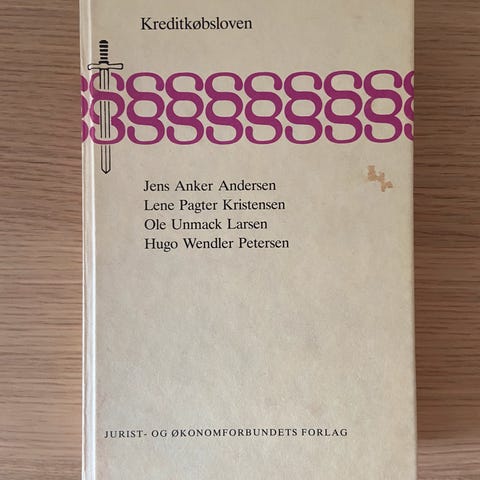 Kreditkøbsloven
§§§§§§§§§
Jens Anker Andersen
Lene Pagter Kristensen
Ole Unmack Larsen
Hugo Wendler Petersen
JURIST- OG ØKONOMFORBUNDETS FORLAG